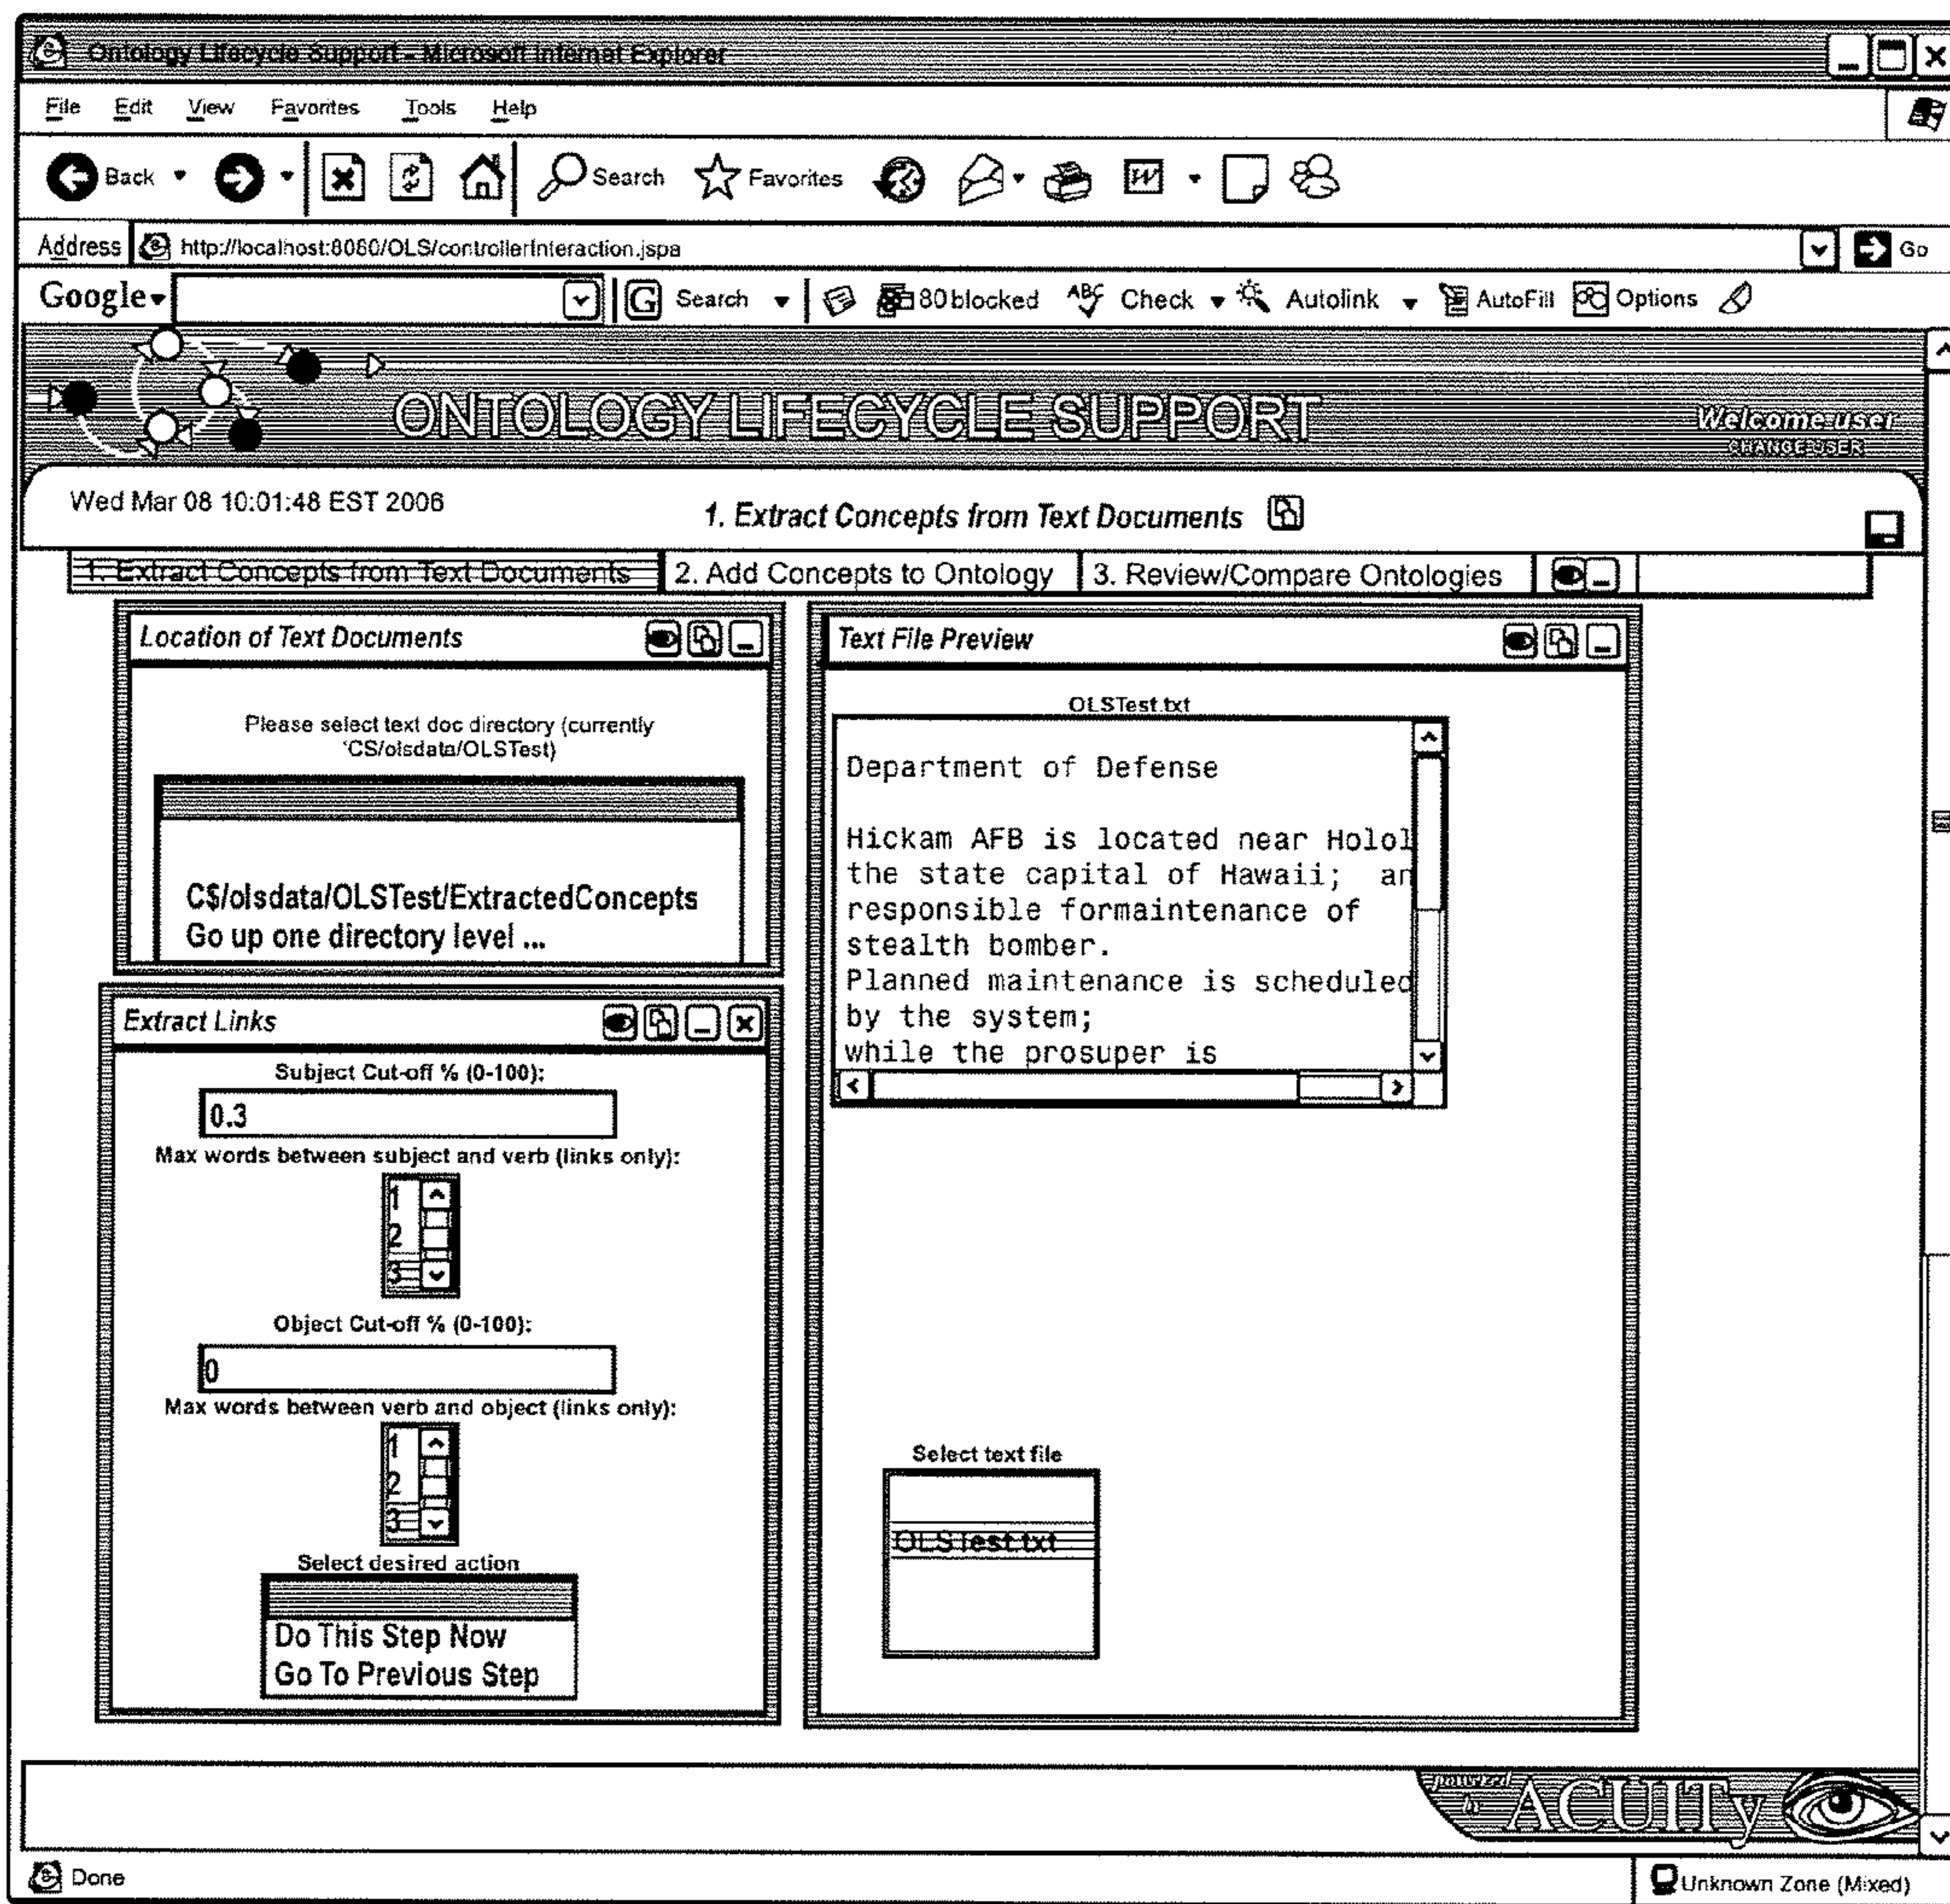 Ontology Lifecycle Support - Microsoft Internet Explorer
File Edit View Favorites Tools Help
Back Search Favorites
Address http://localhost:8080/OLS/controllerInteraction.jspa Go
Google G Search 80 blocked ABC Check Autolink AutoFill Options
ONTOLOGY LIFECYCLE SUPPORT
Welcome user
CHANGE USER
Wed Mar 08 10:01:48 EST 2006
1. Extract Concepts from Text Documents
1. Extract Concepts from Text Documents 2. Add Concepts to Ontology 3. Review/Compare Ontologies
Location of Text Documents
Please select text doc directory (currently
'CS/olsdata/OLSTest)
C$/olsdata/OLSTest/ExtractedConcepts
Go up one directory level ...
Extract Links
Subject Cut-off % (0-100):
0.3
Max words between subject and verb (links only):
1
2
3
Object Cut-off % (0-100):
0
Max words between verb and object (links only):
1
2
3
Select desired action
Do This Step Now
Go To Previous Step
Text File Preview
OLSTest.txt
Department of Defense
Hickam AFB is located near Holol
the state capital of Hawaii; an
responsible formaintenance of
stealth bomber.
Planned maintenance is scheduled
by the system;
while the prosuper is
Select text file
OLSTest.txt
powered
by ACUITy
Done
Unknown Zone (Mixed)